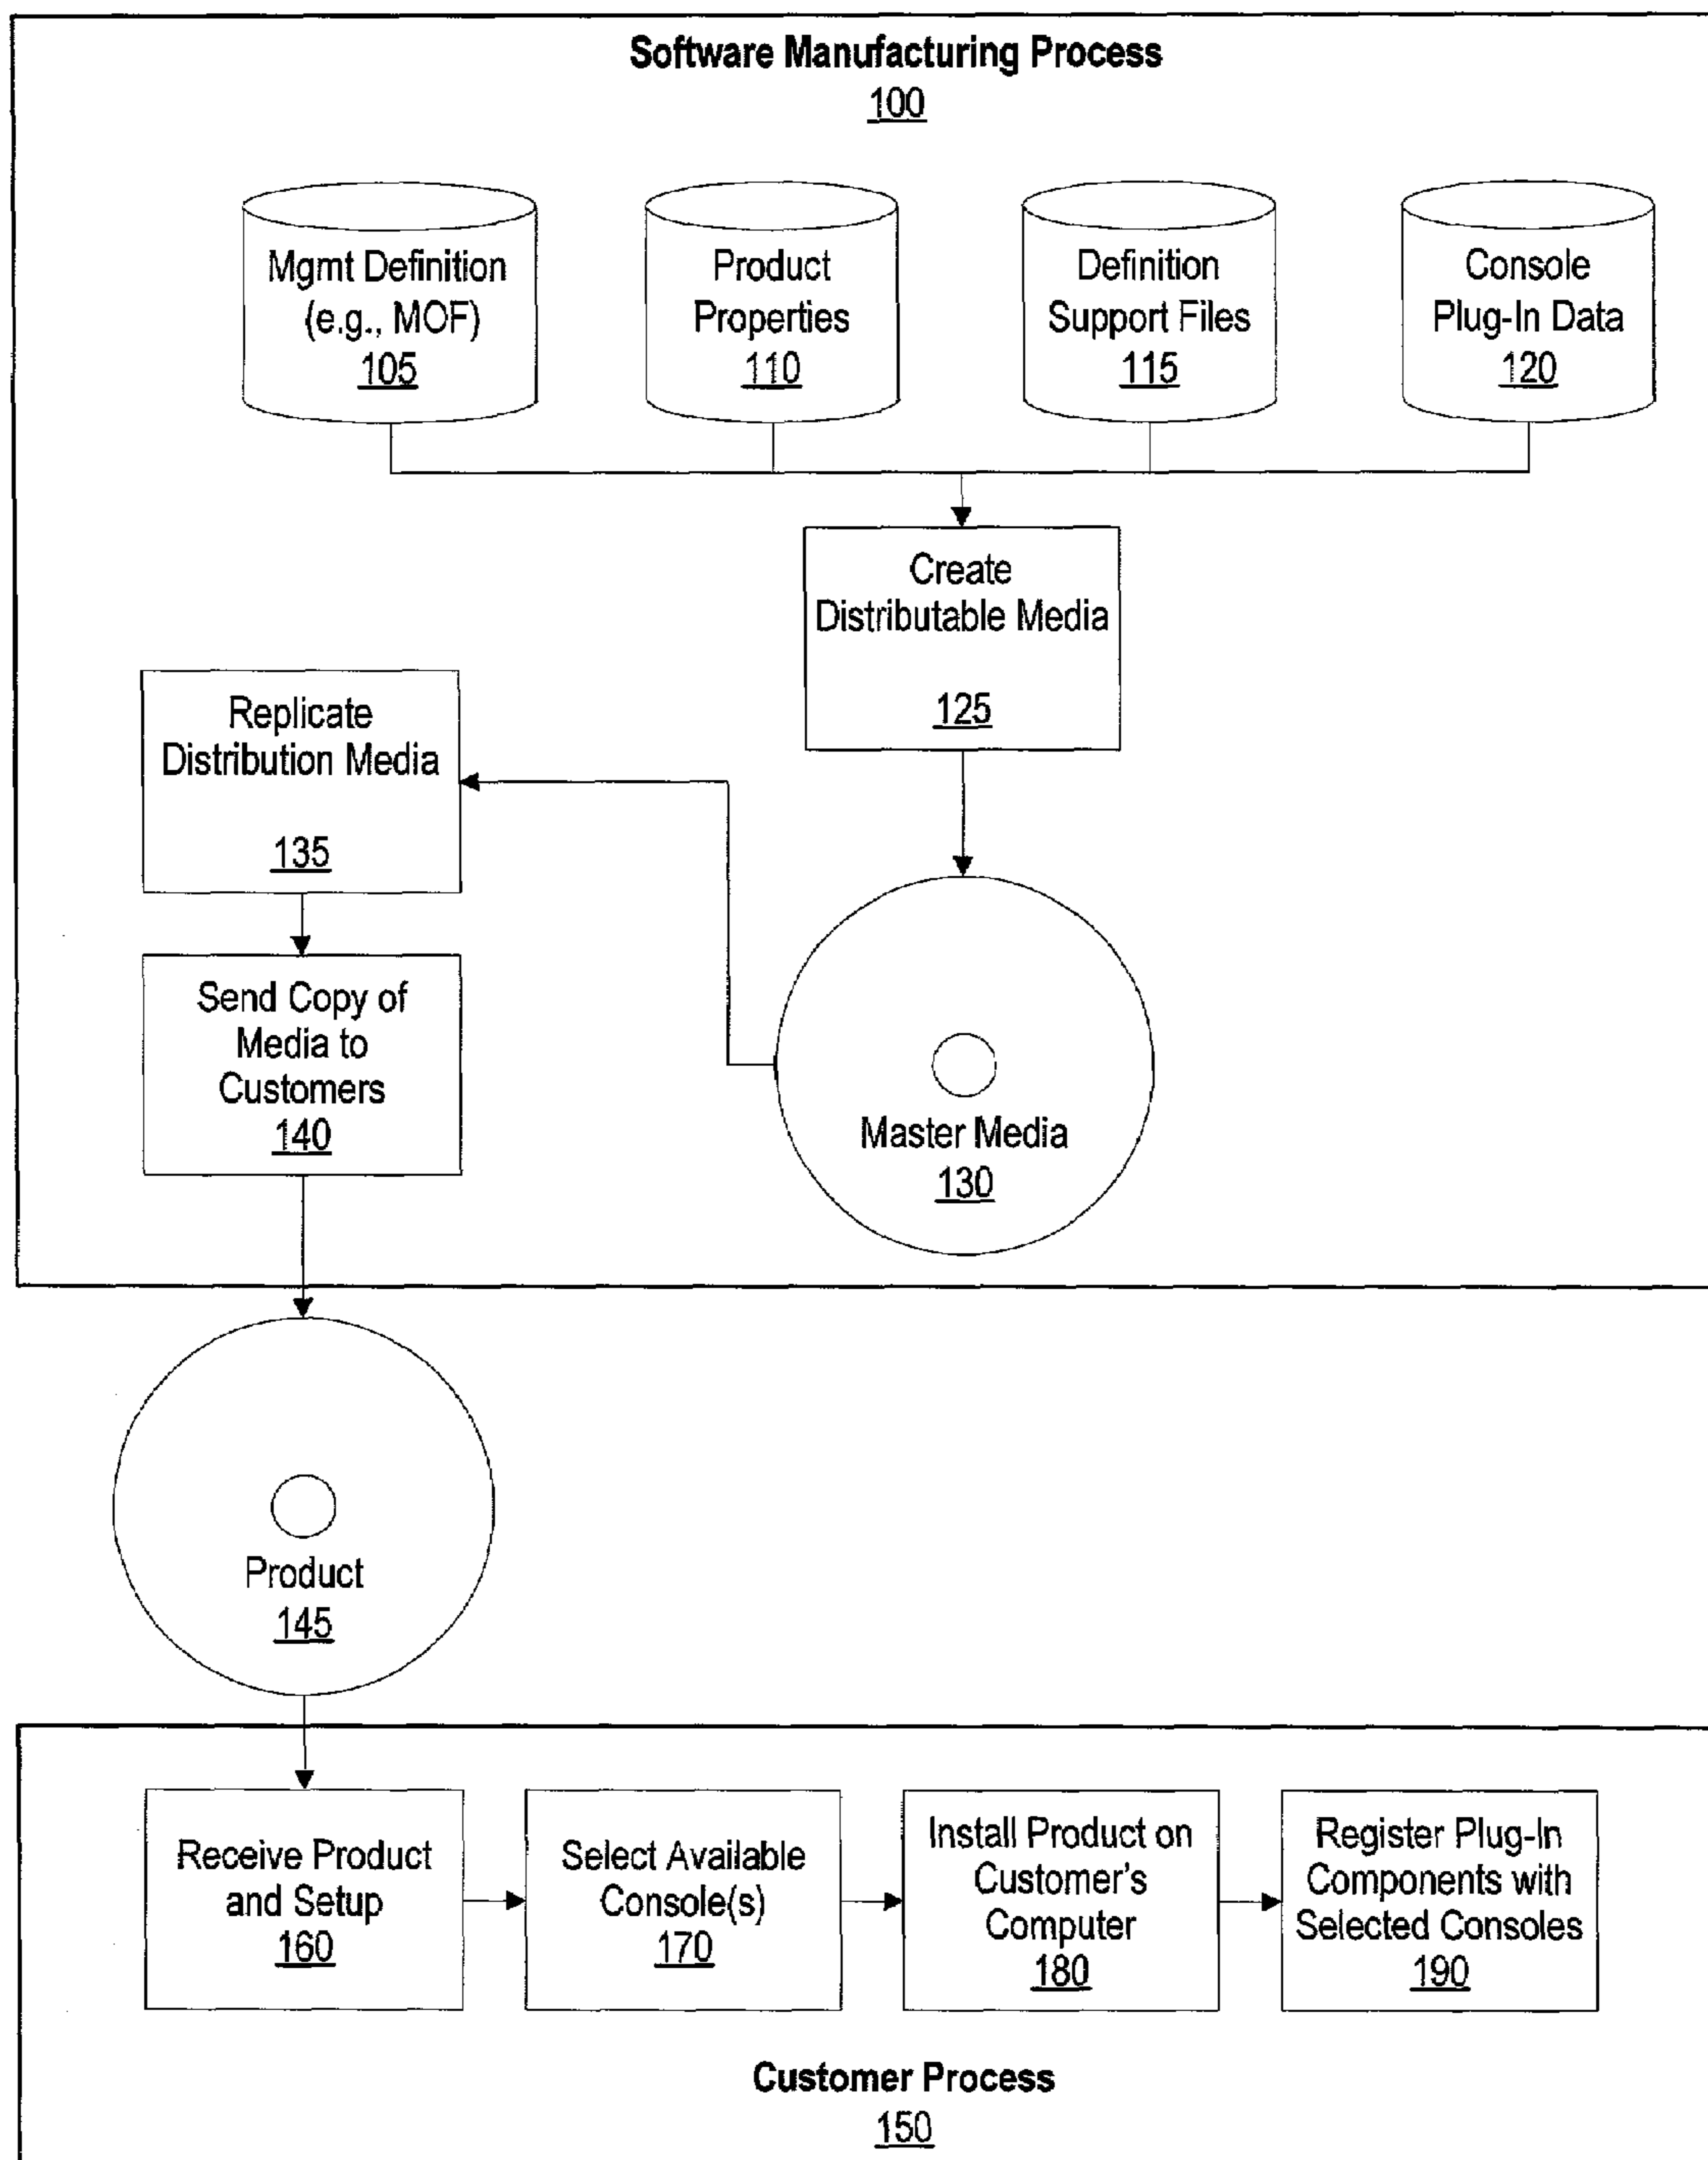 Software Manufacturing Process
100
Mgmt Definition
(e.g., MOF)
105
Product
Properties
110
Definition
Support Files
115
Console
Plug-In Data
120
Create
Distributable Media
125
Replicate
Distribution Media
135
Send Copy of
Media to
Customers
140
Master Media
130
Product
145
Receive Product
and Setup
160
Select Available
Console(s)
170
Install Product on
Customer's
Computer
180
Register Plug-In
Components with
Selected Consoles
190
Customer Process
150